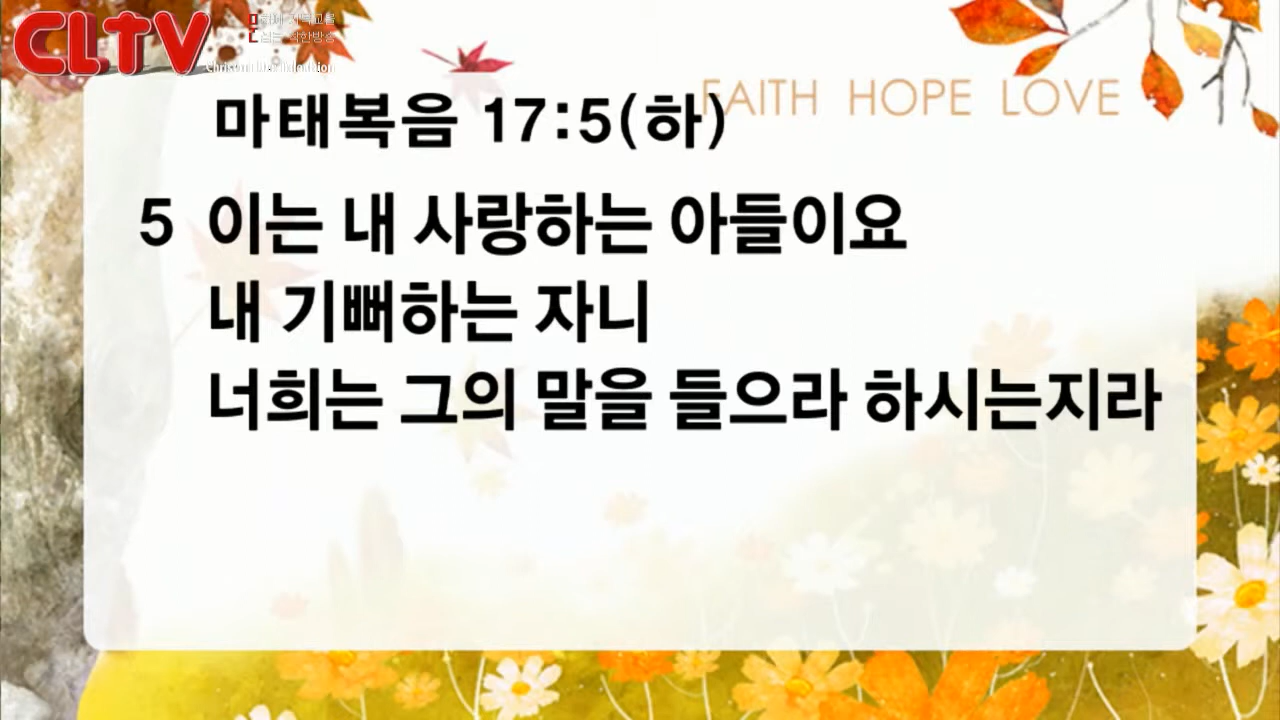 CLTV
FAITH HOPE LOVE
마태복음 17:5(하)
5 이는 내 사랑하는 아들이요
내 기뻐하는 자니
너희는 그의 말을 들으라 하시는지라